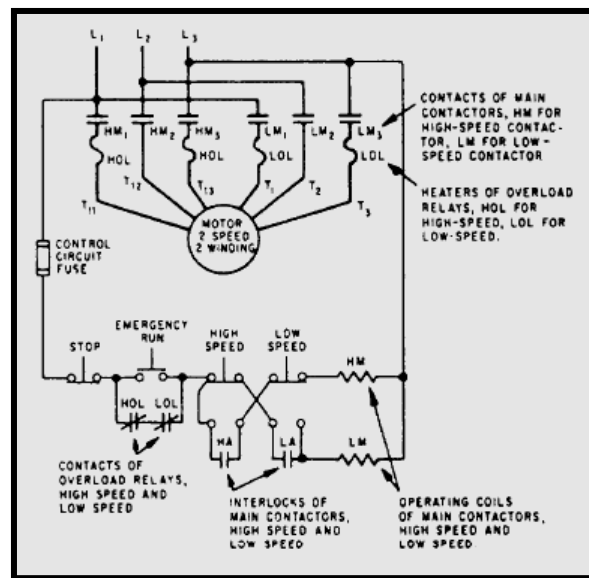 L1 L2 L3
HM1 HM2 HM3 LM1 LM2 LM3
HOL HOL LOL LOL
T11 T12 T13 T1 T2 T3
CONTACTS OF MAIN
CONTACTORS, HM FOR
HIGH-SPEED CONTAC-
TOR, LM FOR LOW-
SPEED CONTACTOR
HEATERS OF OVERLOAD
RELAYS, HOL FOR
HIGH-SPEED, LOL FOR
LOW-SPEED.
MOTOR
2 SPEED
2 WINDING
CONTROL
CIRCUIT
FUSE
STOP
EMERGENCY
RUN
HIGH
SPEED
LOW
SPEED
HM
HOL LOL
HA LA LM
CONTACTS OF
OVERLOAD RELAYS,
HIGH SPEED AND
LOW SPEED
INTERLOCKS OF
MAIN CONTACTORS,
HIGH SPEED AND
LOW SPEED
OPERATING COILS
OF MAIN CONTACTORS,
HIGH SPEED AND
LOW SPEED